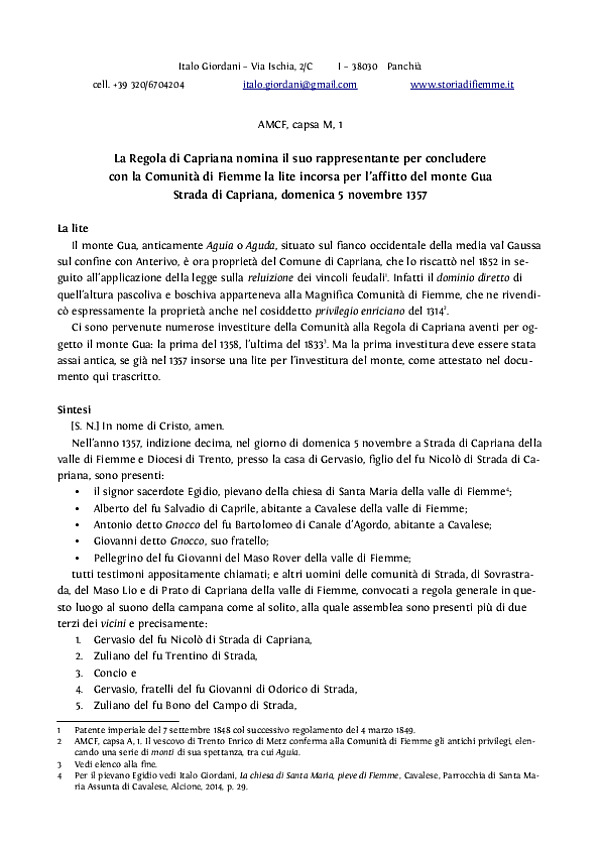 Italo Giordani – Via Ischia, 2/C I – 38030 Panchià
cell. +39 320/6704204 italo.giordani@gmail.com www.storiadifiemme.it
AMCF, capsa M, 1
La Regola di Capriana nomina il suo rappresentante per concludere
con la Comunità di Fiemme la lite incorsa per l'affitto del monte Gua
Strada di Capriana, domenica 5 novembre 1357
La lite
Il monte Gua, anticamente Aguia o Aguda, situato sul fianco occidentale della media val Gaussa
sul confine con Anterivo, è ora proprietà del Comune di Capriana, che lo riscattò nel 1852 in se-
guito all'applicazione della legge sulla reluizione dei vincoli feudali¹. Infatti il dominio diretto di
quell'altura pascoliva e boschiva apparteneva alla Magnifica Comunità di Fiemme, che ne rivendi-
cò espressamente la proprietà anche nel cosiddetto privilegio enriciano del 1314².
Ci sono pervenute numerose investiture della Comunità alla Regola di Capriana aventi per og-
getto il monte Gua: la prima del 1358, l'ultima del 1833³. Ma la prima investitura deve essere stata
assai antica, se già nel 1357 insorse una lite per l'investitura del monte, come attestato nel docu-
mento qui trascritto.
Sintesi
[S. N.] In nome di Cristo, amen.
Nell'anno 1357, indizione decima, nel giorno di domenica 5 novembre a Strada di Capriana della
valle di Fiemme e Diocesi di Trento, presso la casa di Gervasio, figlio del fu Nicolò di Strada di Ca-
priana, sono presenti:
• il signor sacerdote Egidio, pievano della chiesa di Santa Maria della valle di Fiemme⁴;
• Alberto del fu Salvadio di Caprile, abitante a Cavalese della valle di Fiemme;
• Antonio detto Gnocco del fu Bartolomeo di Canale d'Agordo, abitante a Cavalese;
• Giovanni detto Gnocco, suo fratello;
• Pellegrino del fu Giovanni del Maso Rover della valle di Fiemme;
tutti testimoni appositamente chiamati; e altri uomini delle comunità di Strada, di Sovrastra-
da, del Maso Lio e di Prato di Capriana della valle di Fiemme, convocati a regola generale in que-
sto luogo al suono della campana come al solito, alla quale assemblea sono presenti più di due
terzi dei vicini e precisamente:
1. Gervasio del fu Nicolò di Strada di Capriana,
2. Zuliano del fu Trentino di Strada,
3. Concio e
4. Gervasio, fratelli del fu Giovanni di Odorico di Strada,
5. Zuliano del fu Bono del Campo di Strada,
1 Patente imperiale del 7 settembre 1848 col successivo regolamento del 4 marzo 1849.
2 AMCF, capsa A, 1. Il vescovo di Trento Enrico di Metz conferma alla Comunità di Fiemme gli antichi privilegi, elen-
cando una serie di monti di sua spettanza, tra cui Aguia.
3 Vedi elenco alla fine.
4 Per il pievano Egidio vedi Italo Giordani, La chiesa di Santa Maria, pieve di Fiemme, Cavalese, Parrocchia di Santa Ma-
ria Assunta di Cavalese, Alcione, 2014, p. 29.